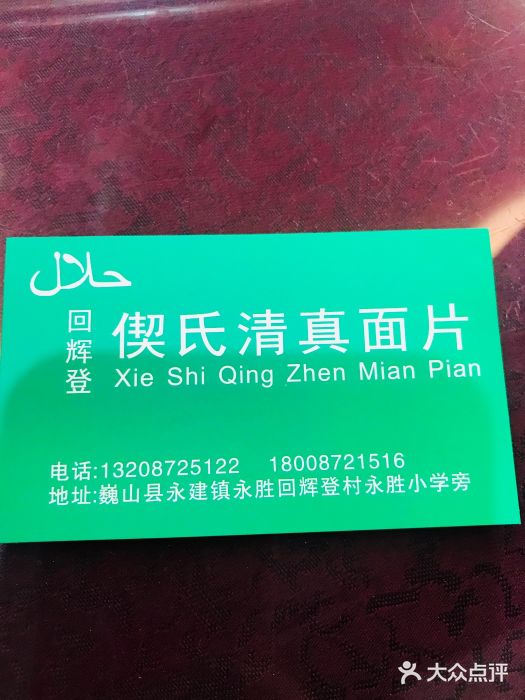 حلال
回辉登
偰氏清真面片
Xie Shi Qing Zhen Mian Pian
电话:13208725122 18008721516
地址:巍山县永建镇永胜回辉登村永胜小学旁
大众点评